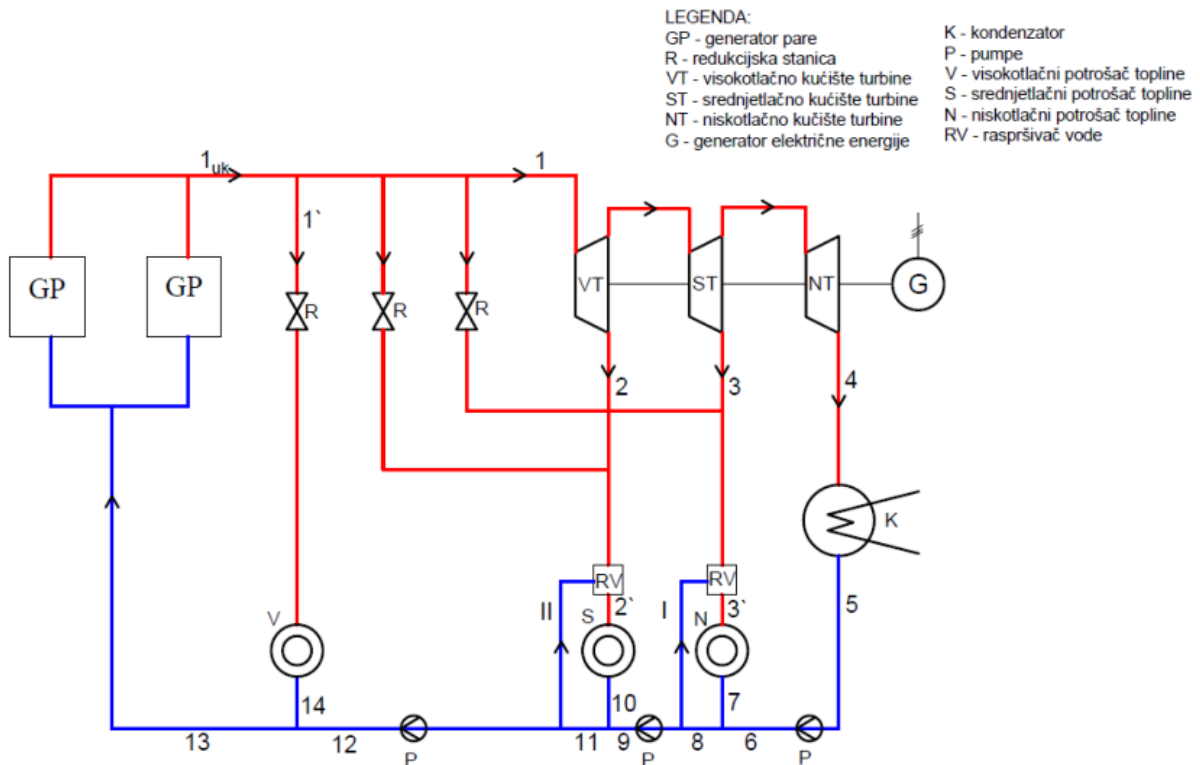 LEGENDA:
GP - generator pare
R - redukcijska stanica
VT - visokotlačno kućište turbine
ST - srednjetlačno kućište turbine
NT - niskotlačno kučište turbine
G - generator električne energije
K - kondenzator
P - pumpe
V - visokotlačni potrošač topline
S - srednjetlačni potrošač topline
N - niskotlačni potrošač topline
RV - raspršivač vode
1uk
1
1`
GP
GP
R
R
R
VT
ST
NT
G
2
3
4
K
RV
RV
II
2`
I
3`
5
V
S
N
14
10
7
13
12
P
11
9
P
8
6
P